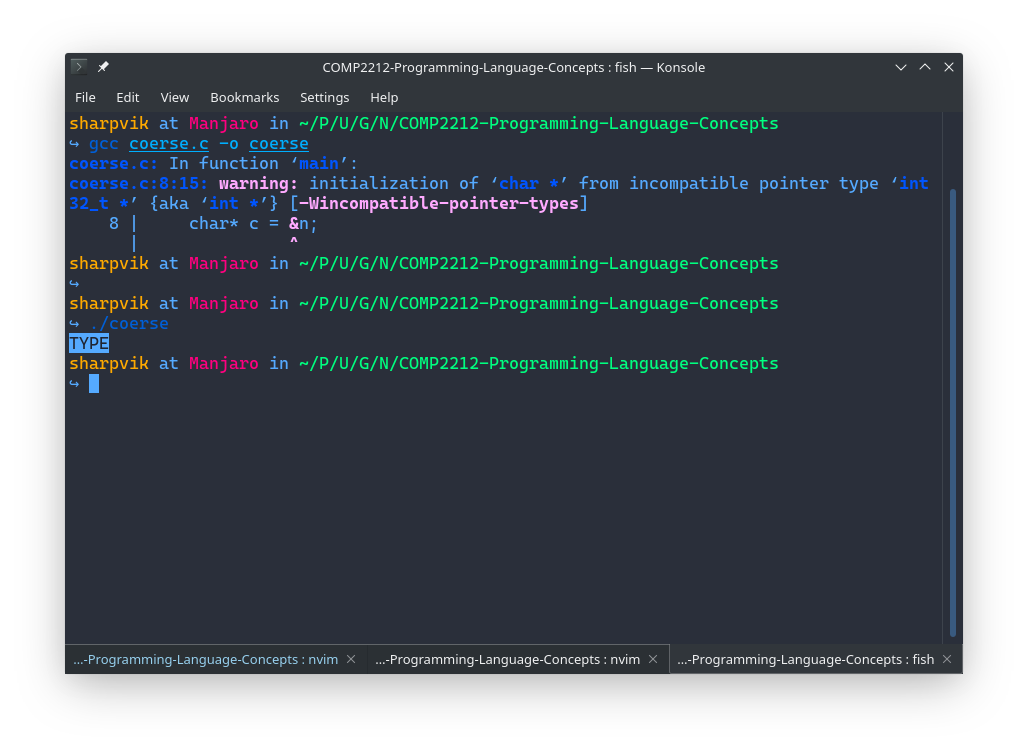 COMP2212-Programming-Language-Concepts : fish — Konsole
File Edit View Bookmarks Settings Help
sharpvik at Manjaro in ~/P/U/G/N/COMP2212-Programming-Language-Concepts
↪ gcc coerse.c -o coerse
coerse.c: In function ‘main’:
coerse.c:8:15: warning: initialization of ‘char *’ from incompatible pointer type ‘int
32_t *’ {aka ‘int *’} [-Wincompatible-pointer-types]
    8 |     char* c = &n;
      |               ^
sharpvik at Manjaro in ~/P/U/G/N/COMP2212-Programming-Language-Concepts
↪
sharpvik at Manjaro in ~/P/U/G/N/COMP2212-Programming-Language-Concepts
↪ ./coerse
TYPE
sharpvik at Manjaro in ~/P/U/G/N/COMP2212-Programming-Language-Concepts
↪
...-Programming-Language-Concepts : nvim ...-Programming-Language-Concepts : nvim ...-Programming-Language-Concepts : fish